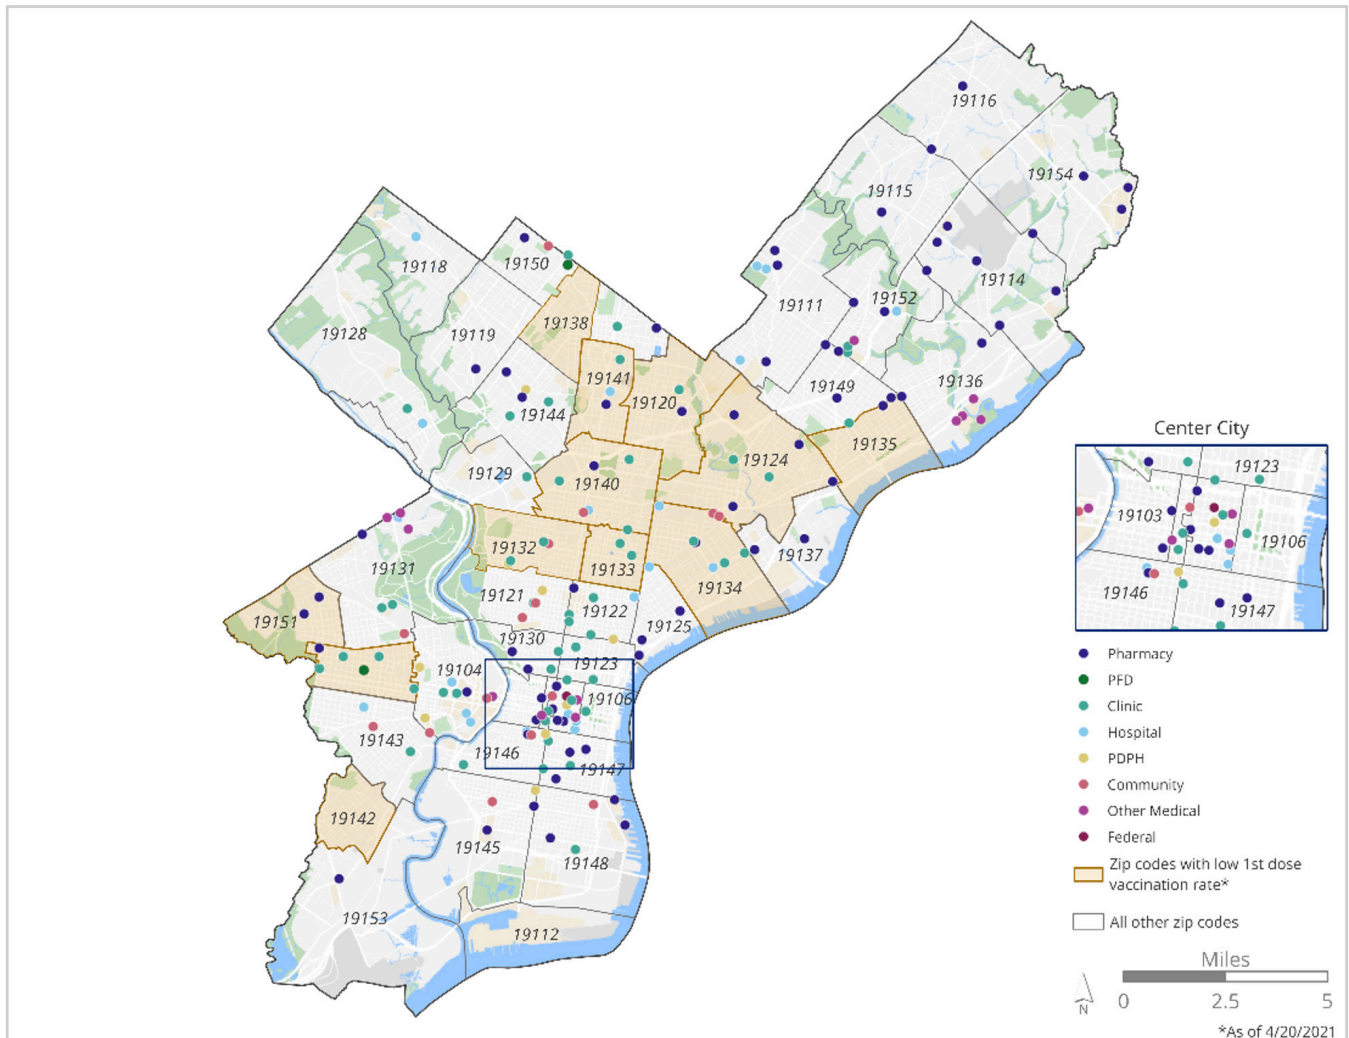 19116
19154
19115
19118
19150
19114
19128
19138
19111
19152
19119
19141
19120
19149
19136
19144
19135
19124
19129
19140
Center City
19123
19103
19106
19146
19147
19132
19137
19131
19133
19134
19121
19122
19151
19125
19130
19123
19104
19106
19143
19146
19147
19142
19145
19148
19153
19112
Pharmacy
PFD
Clinic
Hospital
PDPH
Community
Other Medical
Federal
Zip codes with low 1st dose
vaccination rate*
All other zip codes
Miles
N
0 2.5 5
*As of 4/20/2021